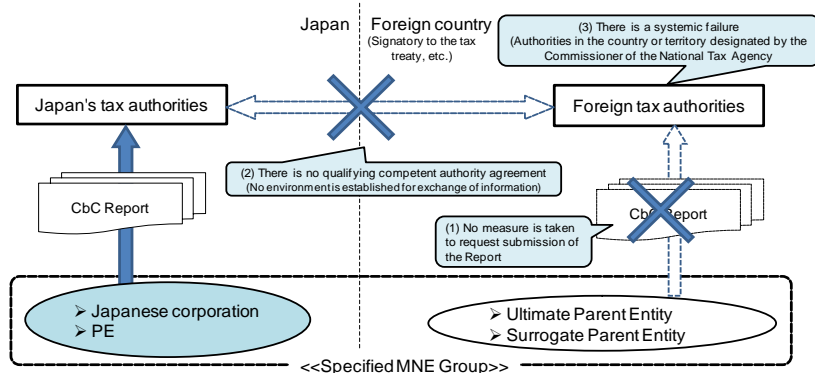 Japan
Foreign country
(Signatory to the tax
treaty, etc.)
(3) There is a systemic failure
(Authorities in the country or territory designated by the
Commissioner of the National Tax Agency
Japan's tax authorities
Foreign tax authorities
(2) There is no qualifying competent authority agreement
(No environment is established for exchange of information)
CbC Report
CbC Report
(1) No measure is taken
to request submission of
the Report
➢ Japanese corporation
➢ PE
➢ Ultimate Parent Entity
➢ Surrogate Parent Entity
<<Specified MNE Group>>